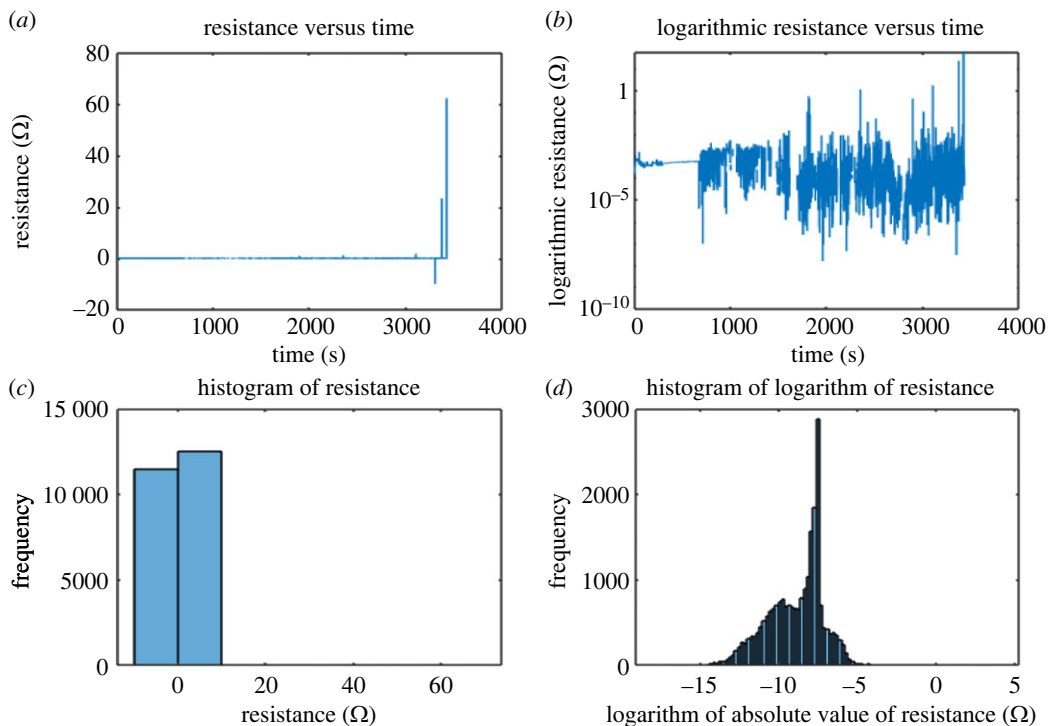 (a) resistance versus time
80
60
40
20
0
–20
resistance (Ω)
0 1000 2000 3000 4000
time (s)
(b) logarithmic resistance versus time
1
10–5
10–10
logarithmic resistance (Ω)
0 1000 2000 3000 4000
time (s)
(c) histogram of resistance
15 000
10 000
5000
0
frequency
0 20 40 60
resistance (Ω)
(d) histogram of logarithm of resistance
3000
2000
1000
0
frequency
–15 –10 –5 0 5
logarithm of absolute value of resistance (Ω)